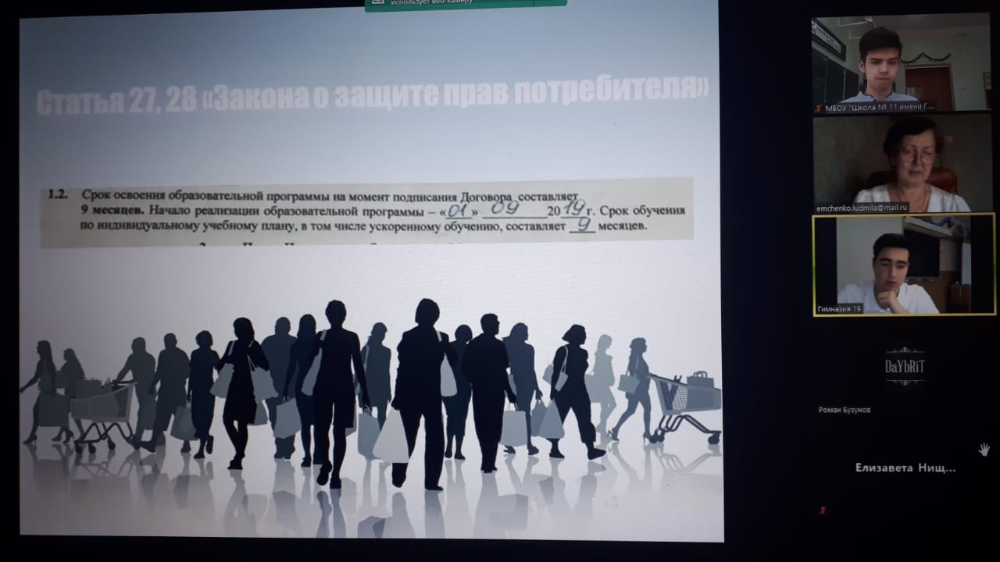 использует веб-камеру
Статья 27, 28 «Закона о защите прав потребителя»
1.2. Срок освоения образовательной программы на момент подписания Договора составляет
9 месяцев. Начало реализации образовательной программы – «01» 09 2019 г. Срок обучения
по индивидуальному учебному плану, в том числе ускоренному обучению, составляет 9 месяцев.
МБОУ "Школа № 11 имени Г...
emchenko.ludmila@mail.ru
Гимназия 19
DaYbRiT
Роман Бузунов
Елизавета Нищ...